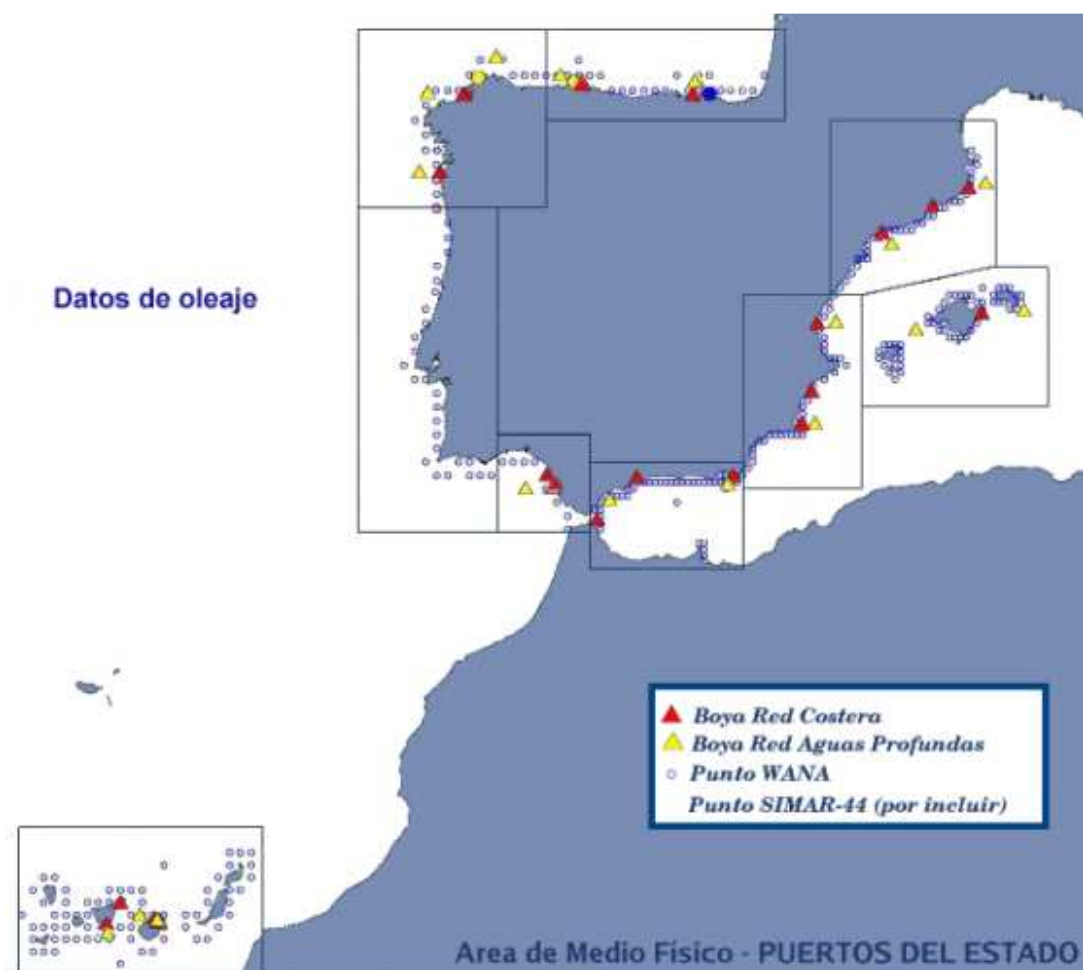 Datos de oleaje
Boya Red Costera
Boya Red Aguas Profundas
Punto WANA
Punto SIMAR-44 (por incluir)
Area de Medio Físico - PUERTOS DEL ESTADO